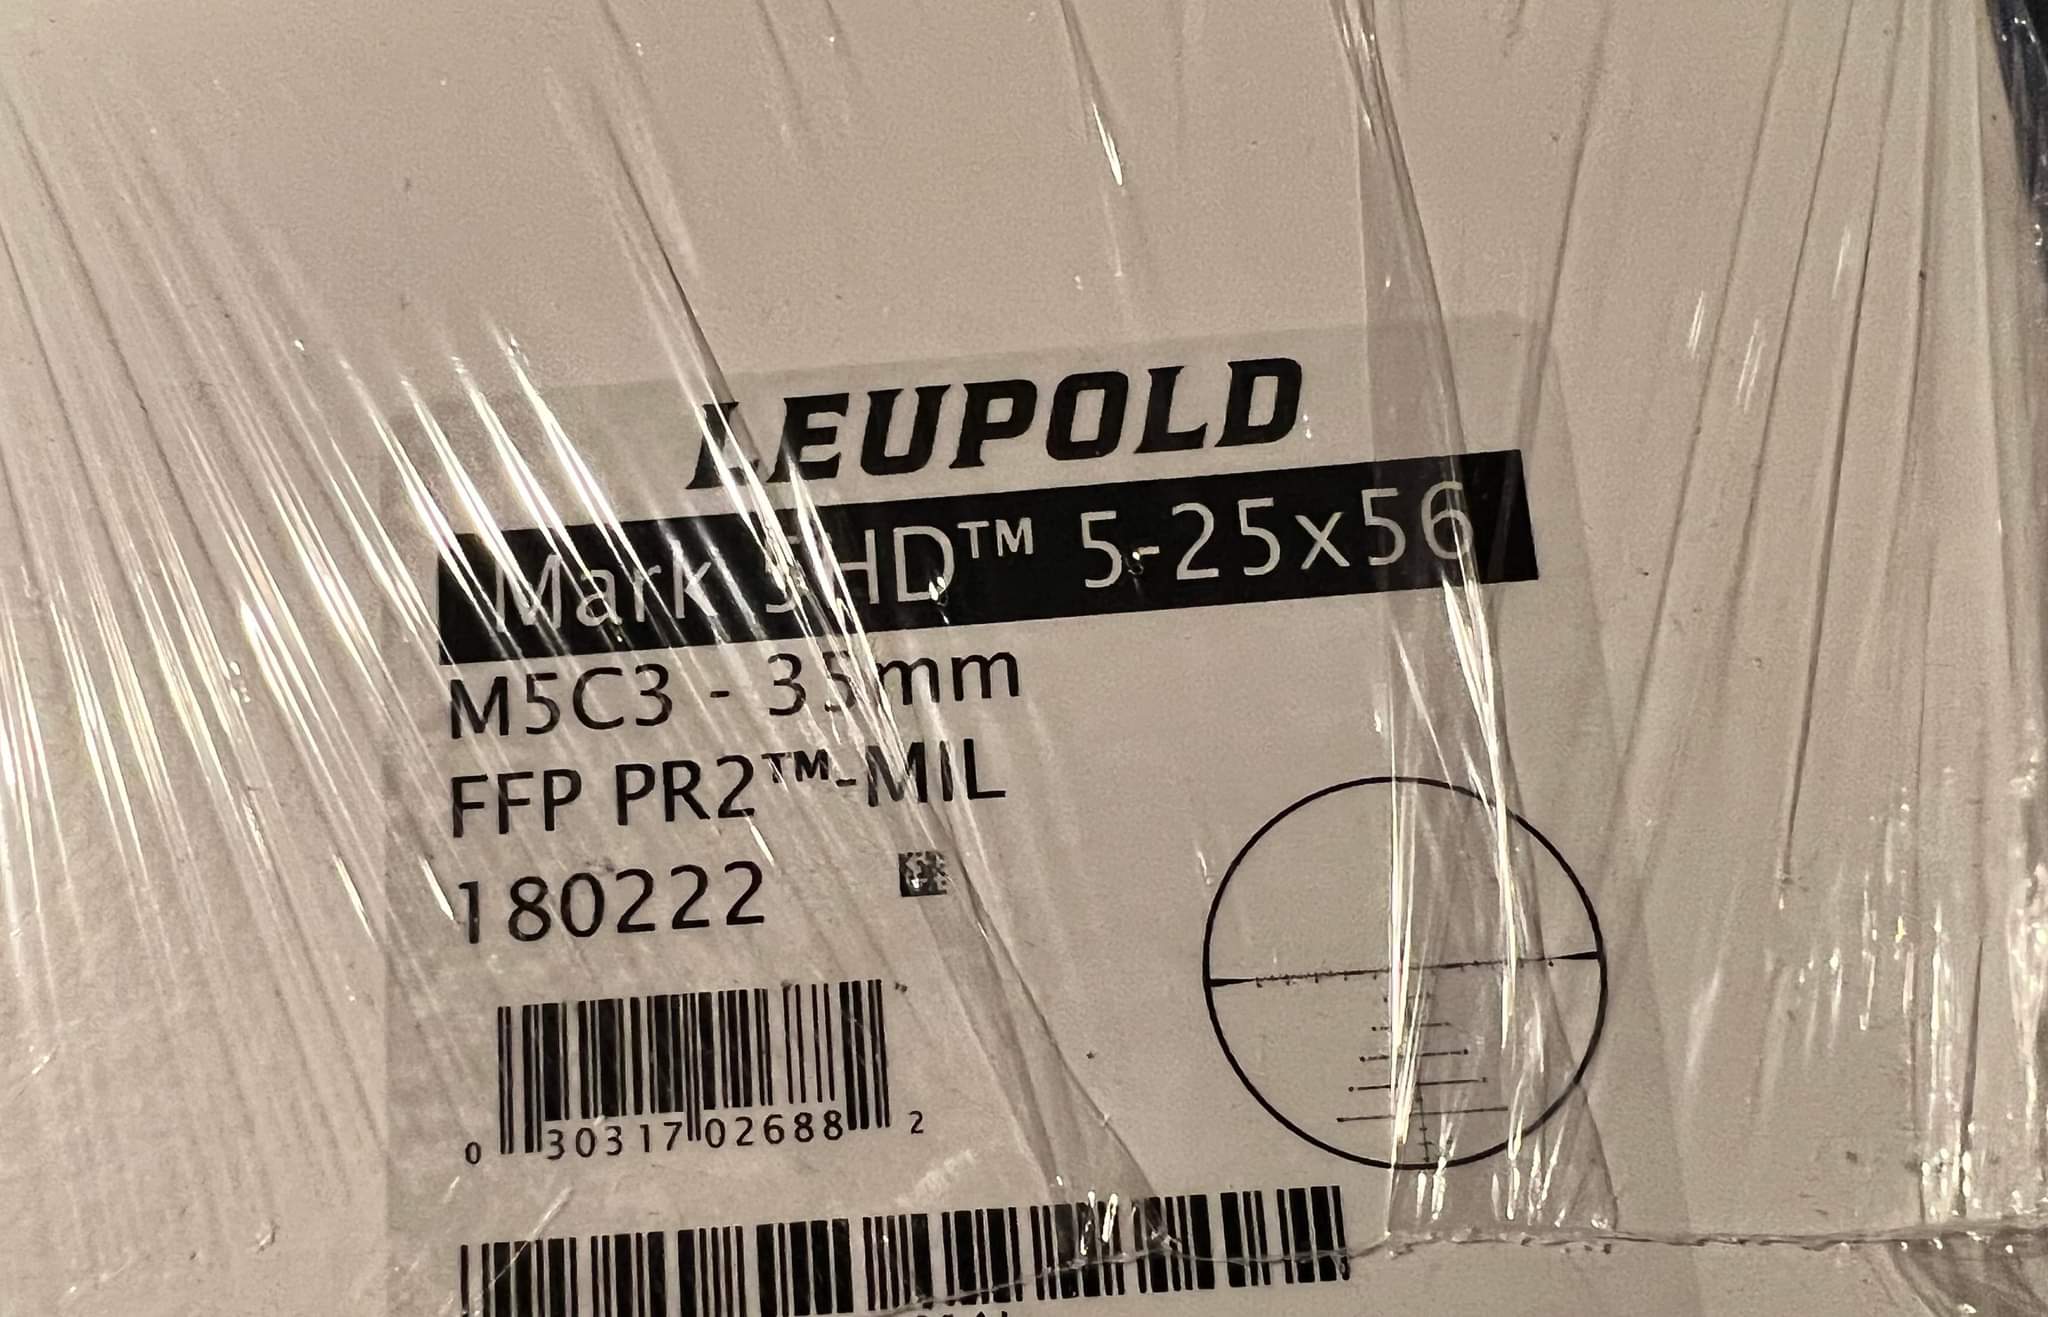 LEUPOLD
Mark 5HD™ 5-25x56
M5C3 - 35mm
FFP PR2™-MIL
180222
0 30317 02688 2